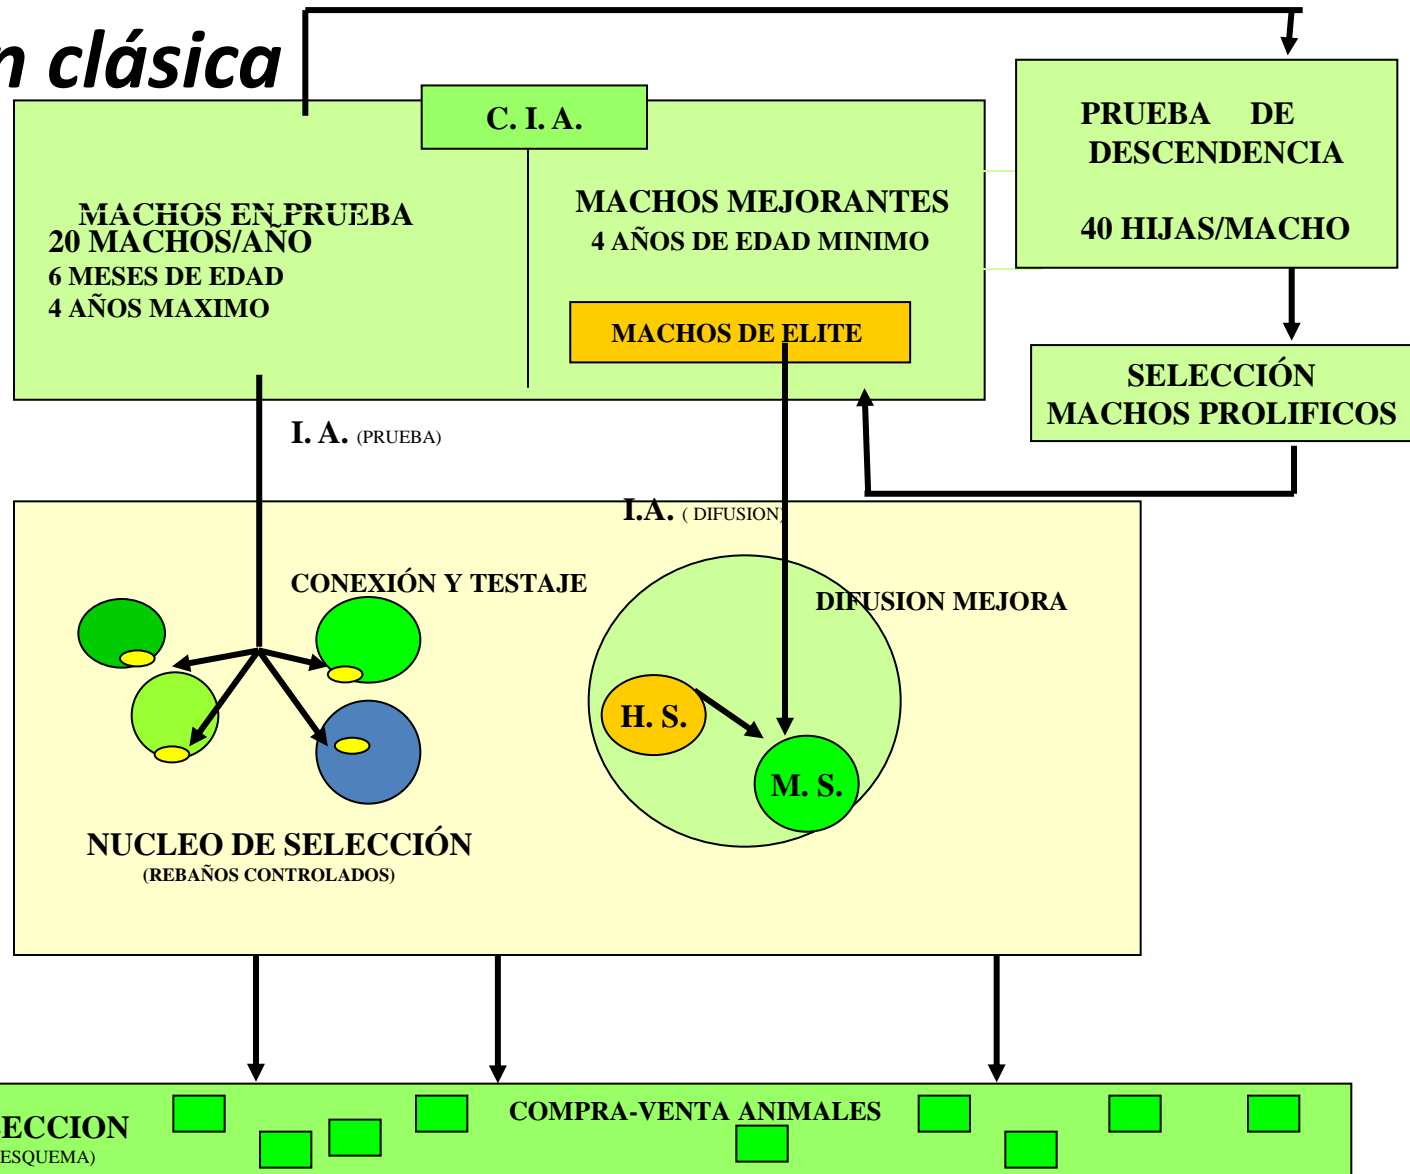 n clásica
C. I. A.
MACHOS EN PRUEBA
20 MACHOS/AÑO
6 MESES DE EDAD
4 AÑOS MAXIMO
MACHOS MEJORANTES
4 AÑOS DE EDAD MINIMO
MACHOS DE ELITE
PRUEBA DE
DESCENDENCIA
40 HIJAS/MACHO
SELECCIÓN
MACHOS PROLIFICOS
I. A. (PRUEBA)
I.A. ( DIFUSION)
CONEXIÓN Y TESTAJE
DIFUSION MEJORA
H. S.
M. S.
NUCLEO DE SELECCIÓN
(REBAÑOS CONTROLADOS)
COMPRA-VENTA ANIMALES
ECCION
ESQUEMA)